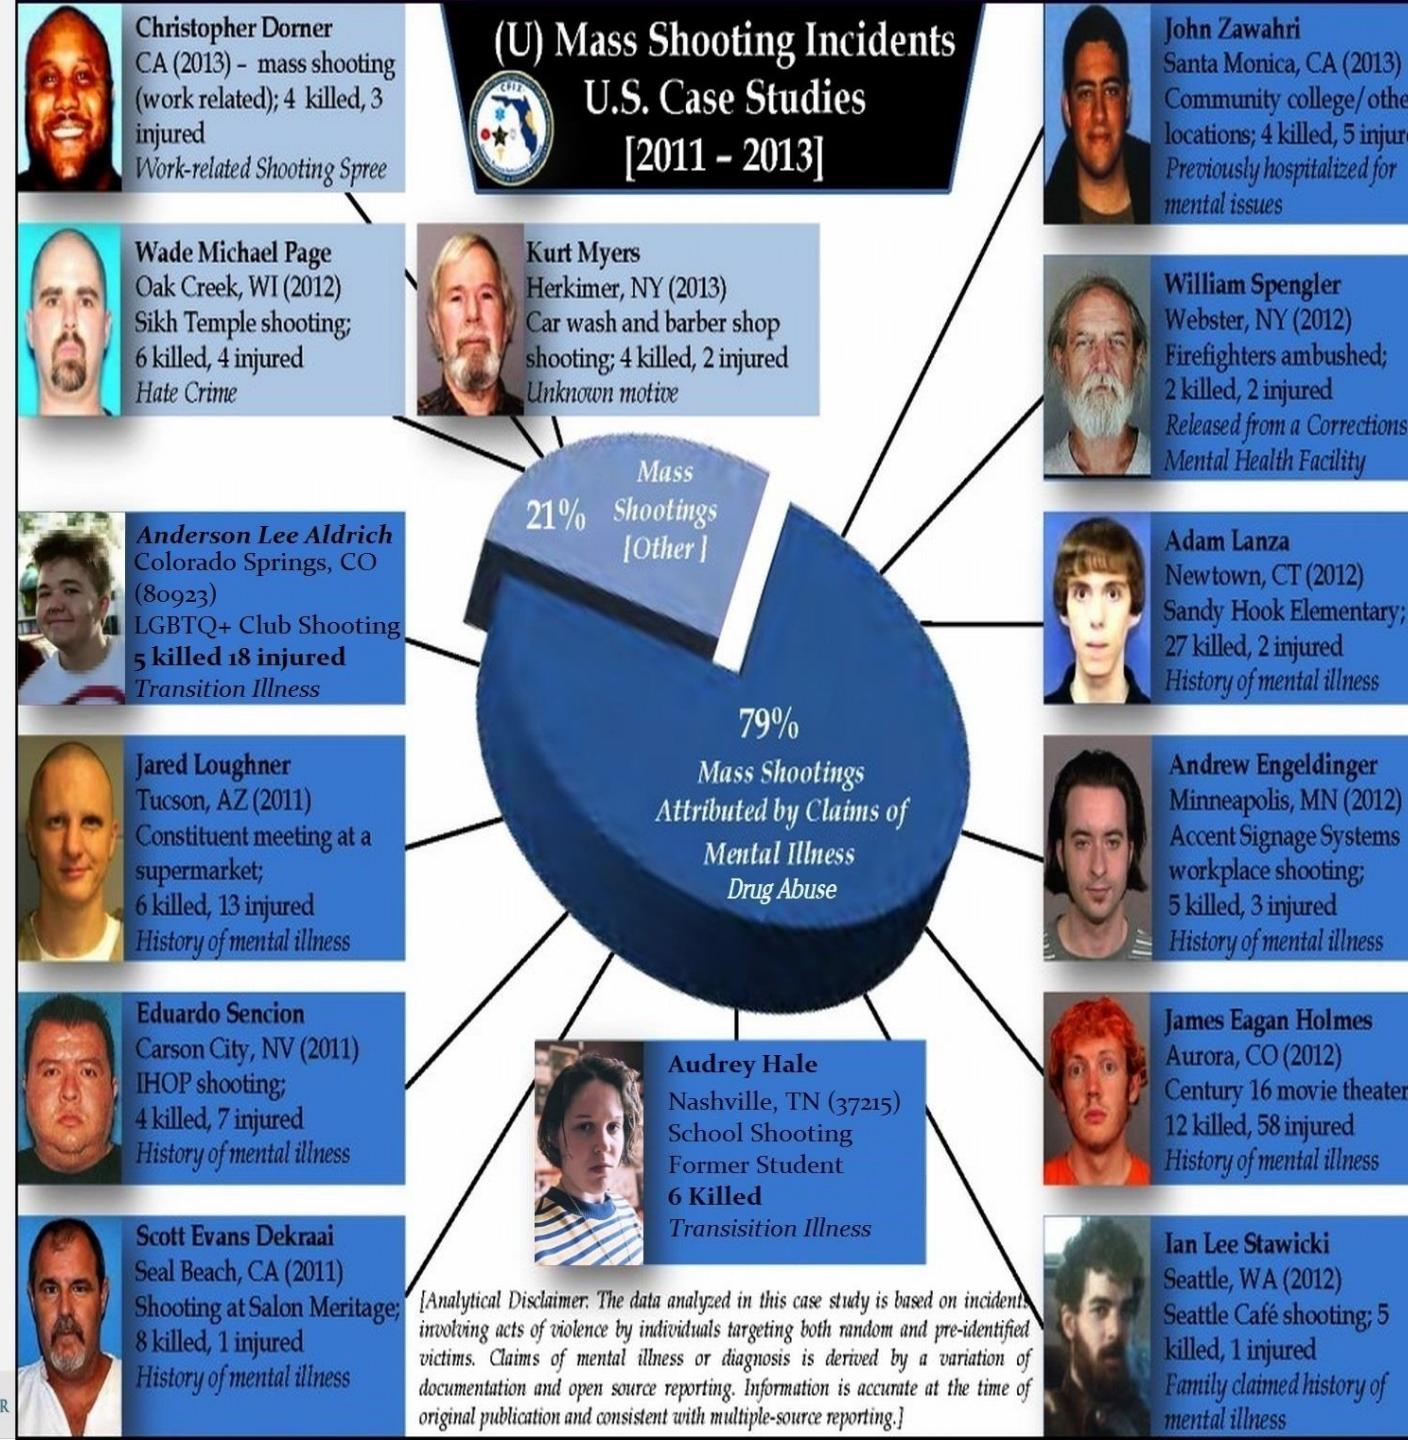 (U) Mass Shooting Incidents
U.S. Case Studies
[2011 – 2013]
Christopher Dorner
CA (2013) – mass shooting
(work related); 4 killed, 3
injured
Work-related Shooting Spree
Wade Michael Page
Oak Creek, WI (2012)
Sikh Temple shooting;
6 killed, 4 injured
Hate Crime
Kurt Myers
Herkimer, NY (2013)
Car wash and barber shop
shooting; 4 killed, 2 injured
Unknown motive
Anderson Lee Aldrich
Colorado Springs, CO
(80923)
LGBTQ+ Club Shooting
5 killed 18 injured
Transition Illness
Jared Loughner
Tucson, AZ (2011)
Constituent meeting at a
supermarket;
6 killed, 13 injured
History of mental illness
Eduardo Sencion
Carson City, NV (2011)
IHOP shooting;
4 killed, 7 injured
History of mental illness
Scott Evans Dekraai
Seal Beach, CA (2011)
Shooting at Salon Meritage;
8 killed, 1 injured
History of mental illness
Mass
Shootings
[Other ]
21%
79%
Mass Shootings
Attributed by Claims of
Mental Illness
Drug Abuse
Audrey Hale
Nashville, TN (37215)
School Shooting
Former Student
6 Killed
Transisition Illness
[Analytical Disclaimer: The data analyzed in this case study is based on incidents
involving acts of violence by individuals targeting both random and pre-identified
victims. Claims of mental illness or diagnosis is derived by a variation of
documentation and open source reporting. Information is accurate at the time of
original publication and consistent with multiple-source reporting.]
John Zawahri
Santa Monica, CA (2013)
Community college/ othe
locations; 4 killed, 5 injure
Previously hospitalized for
mental issues
William Spengler
Webster, NY (2012)
Firefighters ambushed;
2 killed, 2 injured
Released from a Corrections
Mental Health Facility
Adam Lanza
Newtown, CT (2012)
Sandy Hook Elementary;
27 killed, 2 injured
History of mental illness
Andrew Engeldinger
Minneapolis, MN (2012)
Accent Signage Systems
workplace shooting;
5 killed, 3 injured
History of mental illness
James Eagan Holmes
Aurora, CO (2012)
Century 16 movie theater
12 killed, 58 injured
History of mental illness
Ian Lee Stawicki
Seattle, WA (2012)
Seattle Café shooting; 5
killed, 1 injured
Family claimed history of
mental illness
R